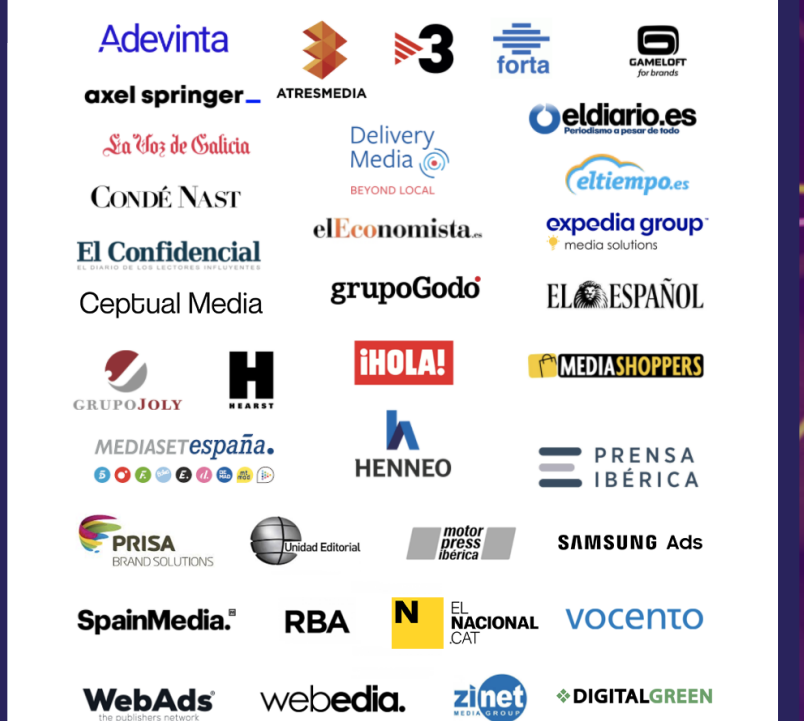 Adevinta
3
forta
GAMELOFT
for brands
axel springer_
ATRESMEDIA
eldiario.es
Periodismo a pesar de todo
La Voz de Galicia
Delivery
Media
BEYOND LOCAL
eltiempo.es
CONDÉ NAST
elEconomista.es
expedia group™
media solutions
El Confidencial
EL DIARIO DE LOS LECTORES INFLUYENTES
Ceptual Media
grupoGodó
EL ESPAÑOL
GRUPOJOLY
H
HEARST
¡HOLA!
MEDIASHOPPERS
MEDIASETespaña.
HENNEO
PRENSA
IBÉRICA
PRISA
BRAND SOLUTIONS
Unidad Editorial
motor
press
ibérica
SAMSUNG Ads
SpainMedia.
RBA
N
EL
NACIONAL
.CAT
vocento
WebAds
the publishers network
webedia.
zinet
MEDIA GROUP
DIGITALGREEN